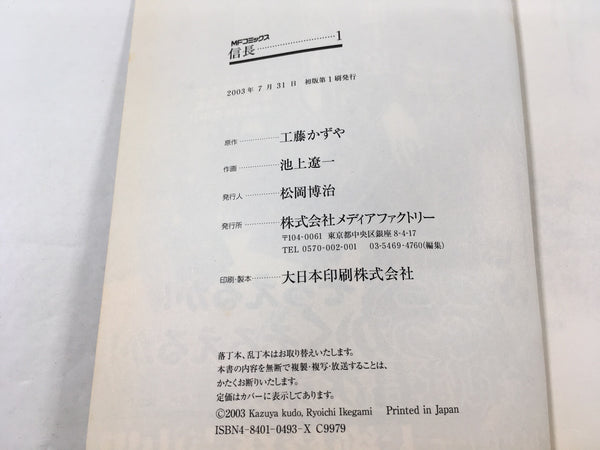 MFコミックス
信長…………………………1
2003年 7月 31日 初版第1刷発行
原作……………工藤かずや
作画……………池上遼一
発行人…………松岡博治
発行所…………株式会社メディアファクトリー
〒104-0061 東京都中央区銀座8-4-17
TEL 0570-002-001 03-5469-4760(編集)
印刷・製本…………大日本印刷株式会社
落丁本、乱丁本はお取り替えいたします。
本書の内容を無断で複製・複写・放送することは、
かたくお断りいたします。
定価はカバーに表示してあります。
©2003 Kazuya kudo, Ryoichi Ikegami Printed in Japan
ISBN4-8401-0493-X C9979